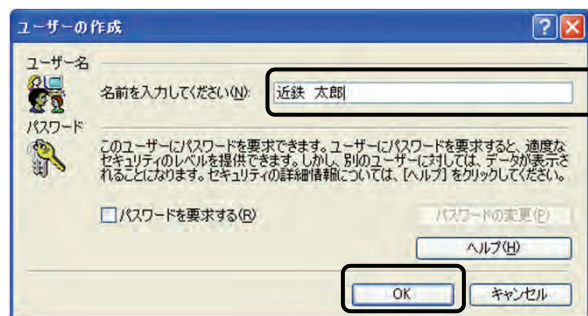 ユーザーの作成
ユーザー名
名前を入力してください(N):
近鉄 太郎
パスワード
このユーザーにパスワードを要求できます。ユーザーにパスワードを要求すると、適度な
セキュリティのレベルを提供できます。しかし、別のユーザーに対しては、データが表示さ
れることになります。セキュリティの詳細情報については、[ヘルプ] をクリックしてください。
パスワードを要求する(R)
パスワードの変更(P)
ヘルプ(H)
OK
キャンセル